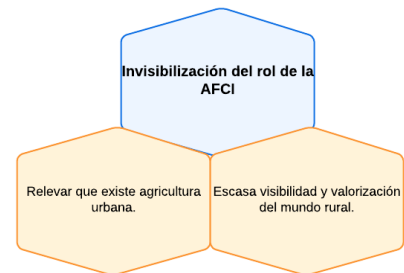 Invisibilización del rol de la
AFCI
Relevar que existe agricultura
urbana.
Escasa visibilidad y valorización
del mundo rural.